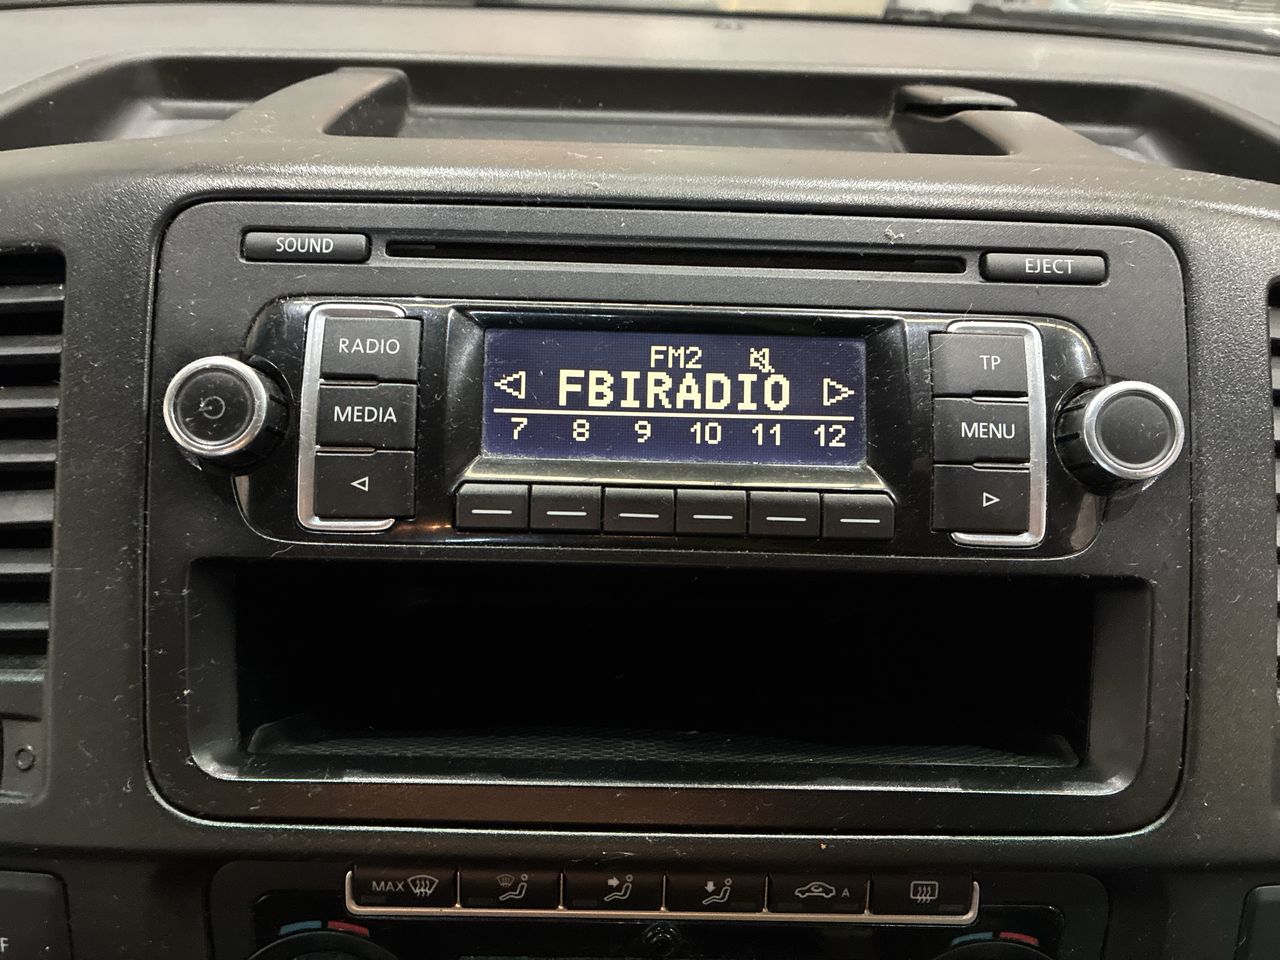 SOUND
EJECT
RADIO
MEDIA
FM2
FBIRADIO
7 8 9 10 11 12
TP
MENU
MAX
A
F